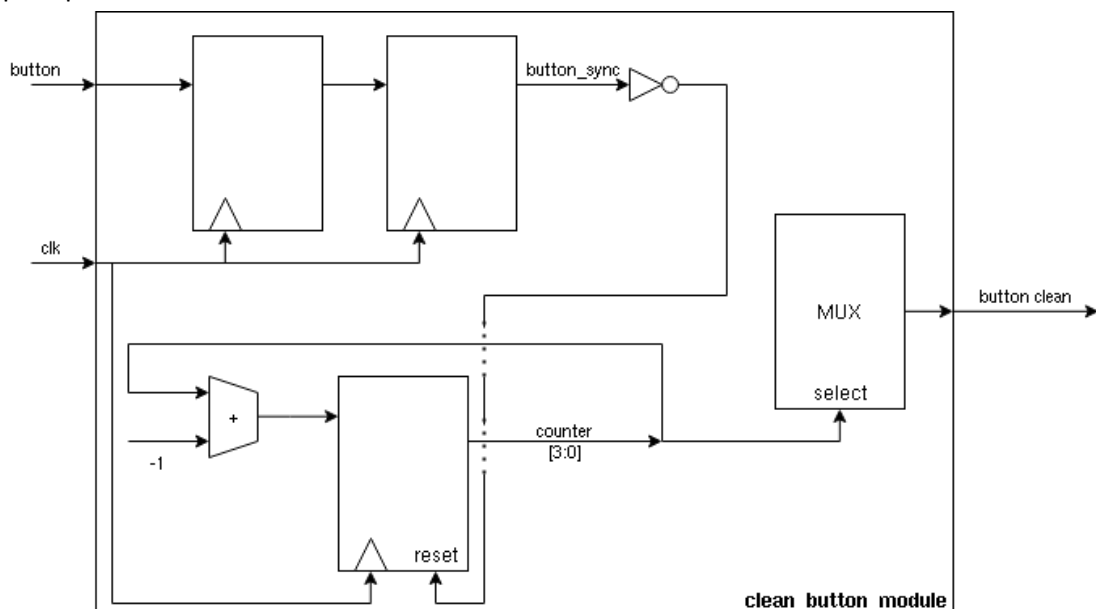 button
button_sync
clk
button clean
MUX
select
+
-1
counter
[3:0]
reset
clean button module